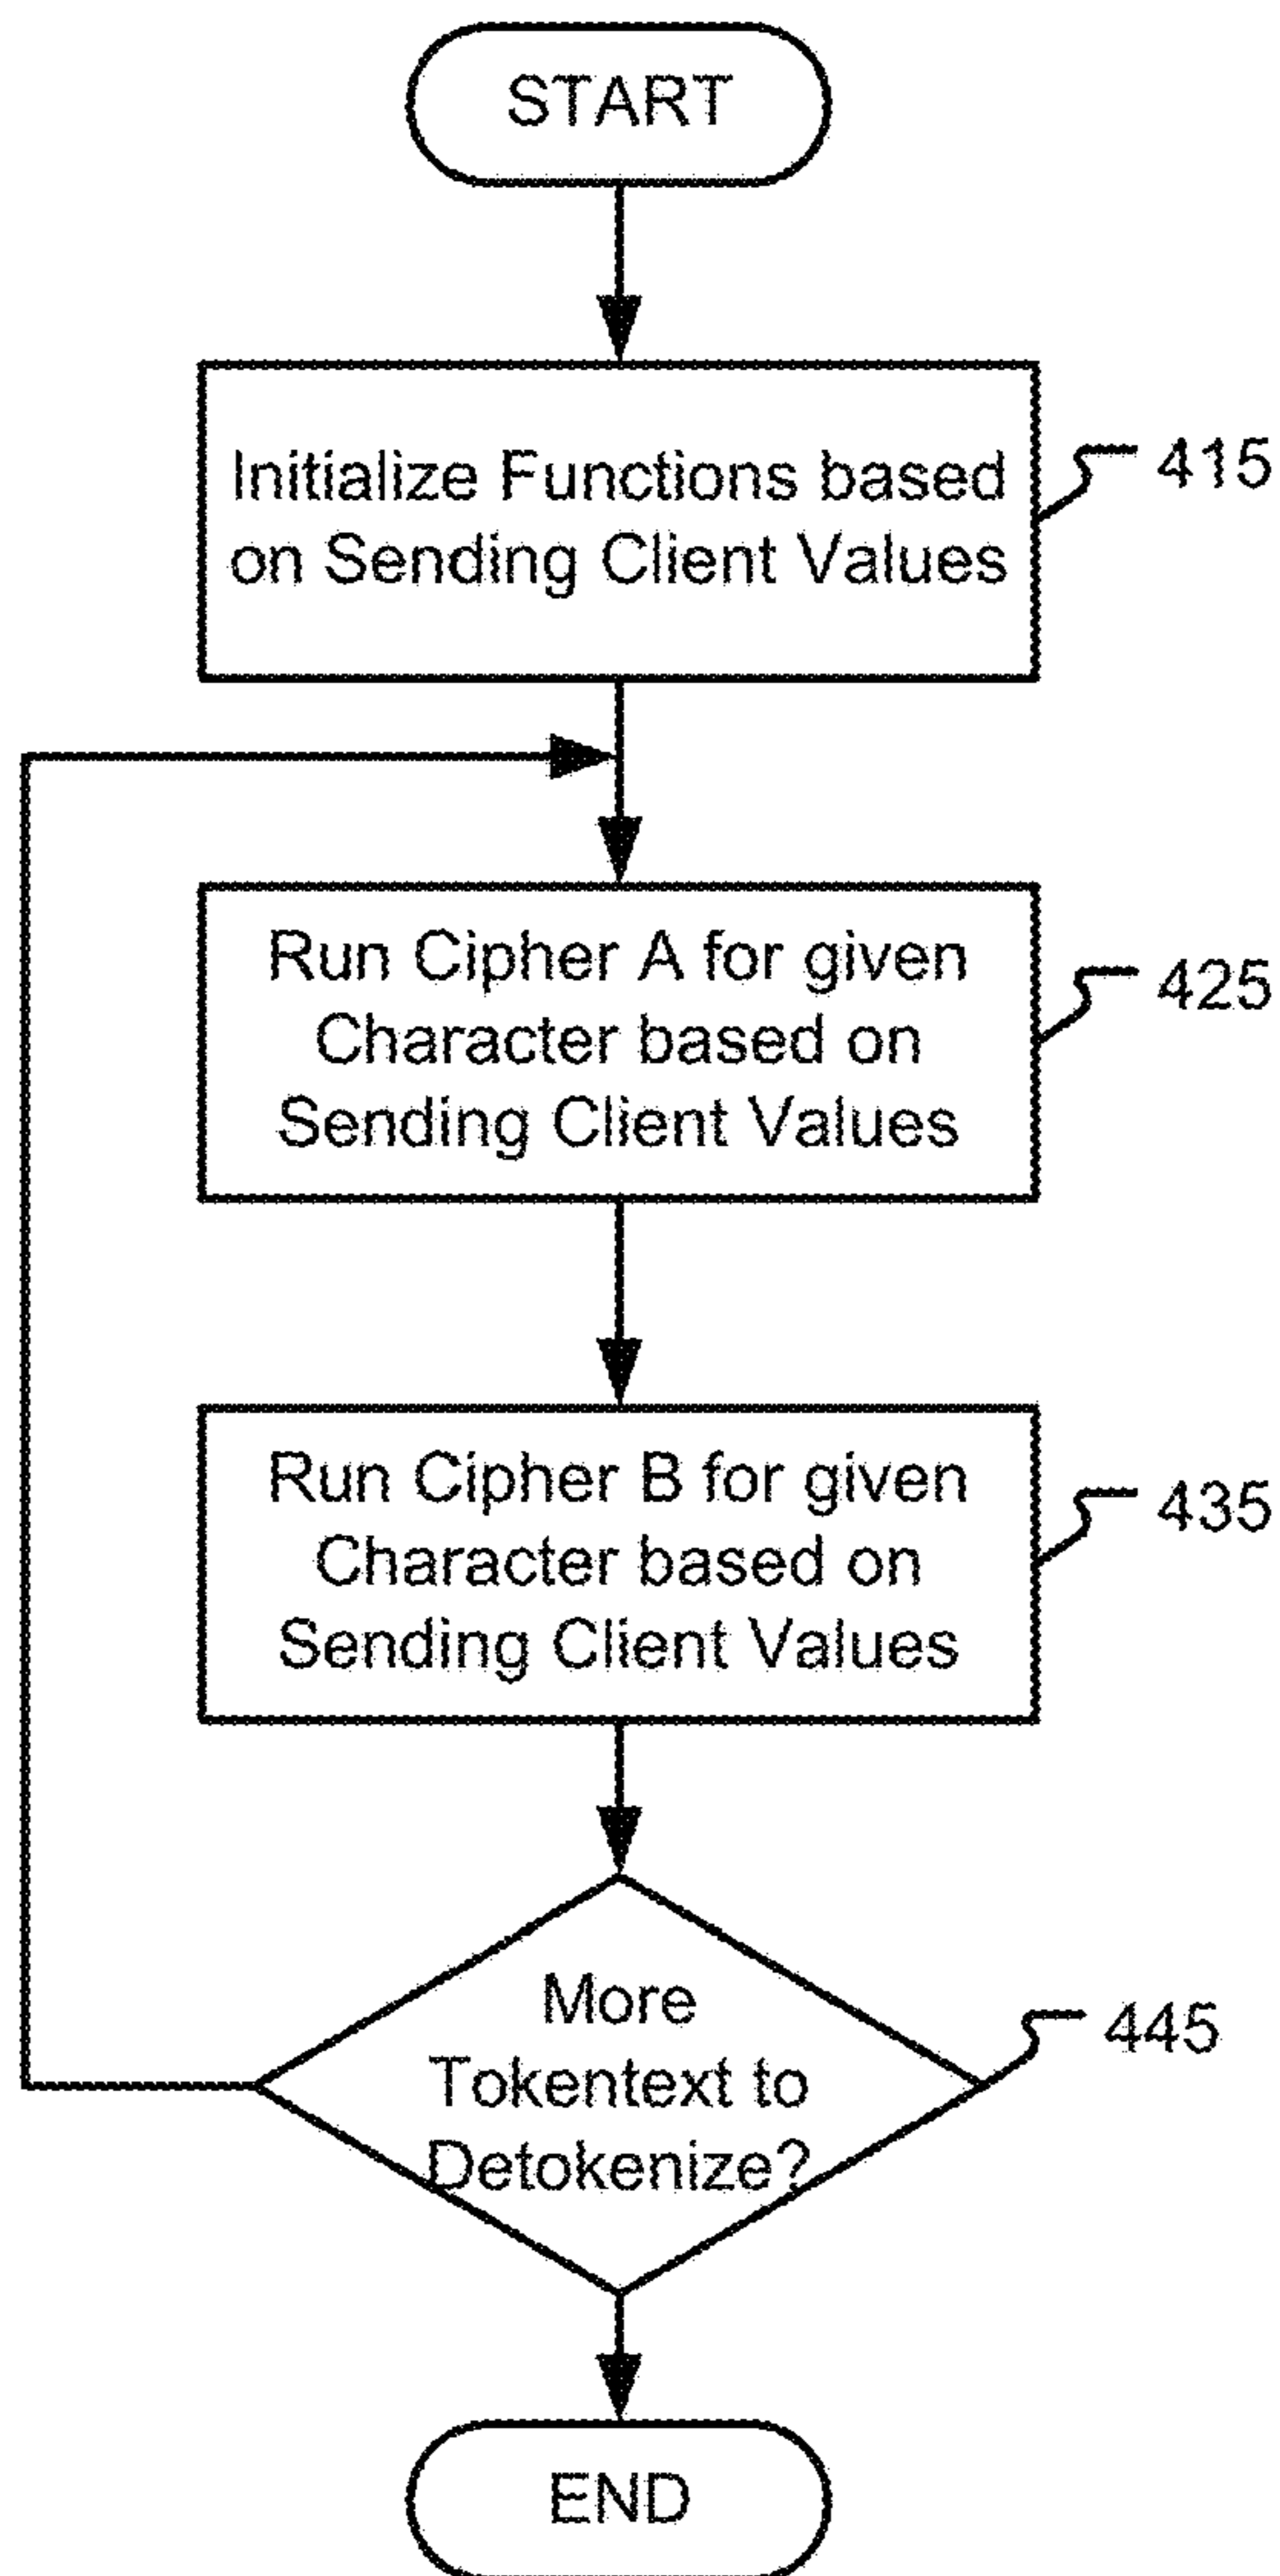 START
Initialize Functions based
on Sending Client Values
415
Run Cipher A for given
Character based on
Sending Client Values
425
Run Cipher B for given
Character based on
Sending Client Values
435
More
Tokentext to
Detokenize?
445
END